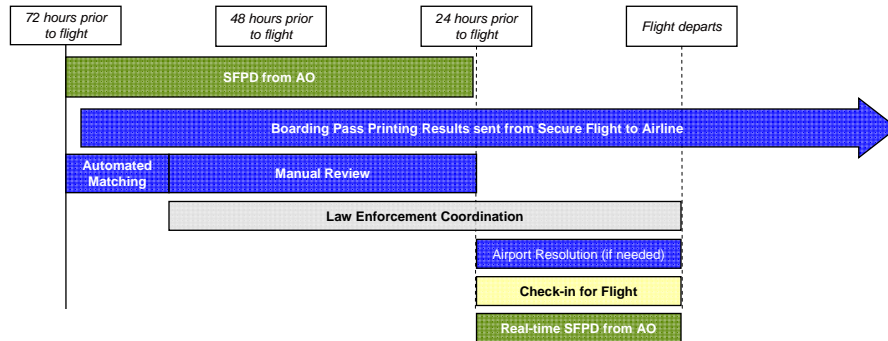 72 hours prior
to flight
48 hours prior
to flight
24 hours prior
to flight
Flight departs
SFPD from AO
Boarding Pass Printing Results sent from Secure Flight to Airline
Automated
Matching
Manual Review
Law Enforcement Coordination
Airport Resolution (if needed)
Check-in for Flight
Real-time SFPD from AO